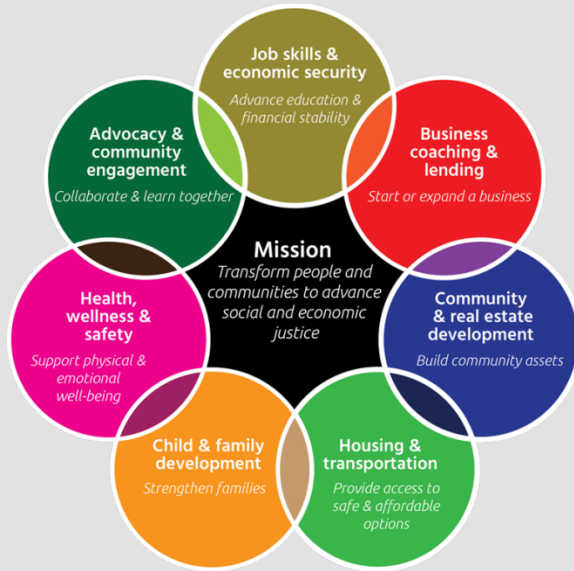 Job skills &
economic security
Advance education &
financial stability
Business
coaching &
lending
Start or expand a business
Community
& real estate
development
Build community assets
Housing &
transportation
Provide access to
safe & affordable
options
Child & family
development
Strengthen families
Health,
wellness &
safety
Support physical &
emotional
well-being
Advocacy &
community
engagement
Collaborate & learn together
Mission
Transform people and
communities to advance
social and economic
justice